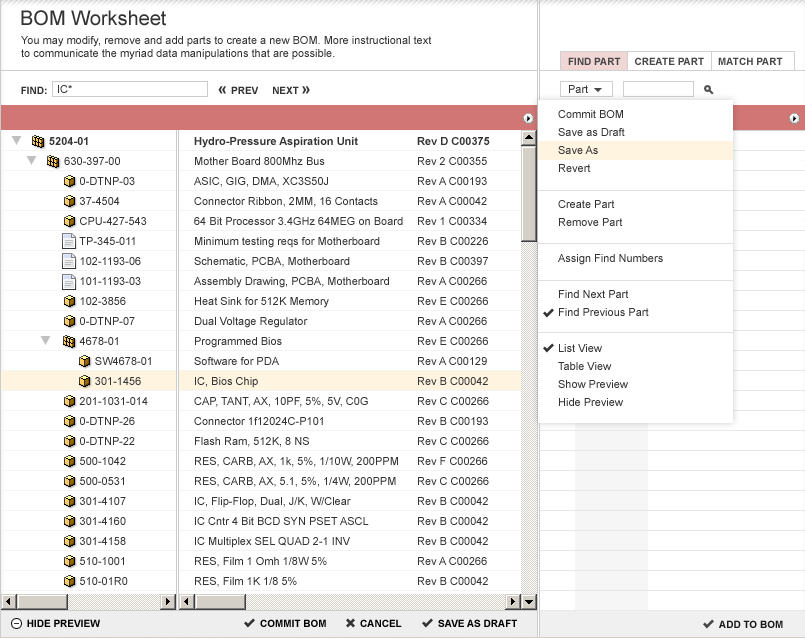 BOM Worksheet
You may modify, remove and add parts to create a new BOM. More instructional text
to communicate the myriad data manipulations that are possible.
FIND PART CREATE PART MATCH PART
FIND: IC* « PREV NEXT »
Part
5204-01 Hydro-Pressure Aspiration Unit Rev D C00375
630-397-00 Mother Board 800Mhz Bus Rev 2 C00355
0-DTNP-03 ASIC, GIG, DMA, XC3S50J Rev A C00193
37-4504 Connector Ribbon, 2MM, 16 Contacts Rev A C00042
CPU-427-543 64 Bit Processor 3.4GHz 64MEG on Board Rev 1 C00334
TP-345-011 Minimum testing reqs for Motherboard Rev B C00226
102-1193-06 Schematic, PCBA, Motherboard Rev B C00397
101-1193-03 Assembly Drawing, PCBA, Motherboard Rev A C00266
102-3856 Heat Sink for 512K Memory Rev E C00266
0-DTNP-07 Dual Voltage Regulator Rev A C00266
4678-01 Programmed Bios Rev E C00266
SW4678-01 Software for PDA Rev A C00129
301-1456 IC, Bios Chip Rev B C00042
201-1031-014 CAP, TANT, AX, 10PF, 5%, 5V, C0G Rev C C00266
0-DTNP-26 Connector 1f12024C-P101 Rev B C00193
0-DTNP-22 Flash Ram, 512K, 8 NS Rev C C00266
500-1042 RES, CARB, AX, 1k, 5%, 1/10W, 200PPM Rev F C00266
500-0531 RES, CARB, AX, 5.1, 5%, 1/4W, 200PPM Rev C C00266
301-4107 IC, Flip-Flop, Dual, J/K, W/Clear Rev B C00042
301-4160 IC Cntr 4 Bit BCD SYN PSET ASCL Rev B C00042
301-4158 IC Multiplex SEL QUAD 2-1 INV Rev B C00042
510-1001 RES, Film 1 Omh 1/8W 5% Rev A C00266
510-01R0 RES, Film 1K 1/8 5% Rev B C00042
Commit BOM
Save as Draft
Save As
Revert
Create Part
Remove Part
Assign Find Numbers
Find Next Part
Find Previous Part
List View
Table View
Show Preview
Hide Preview
HIDE PREVIEW COMMIT BOM CANCEL SAVE AS DRAFT ADD TO BOM